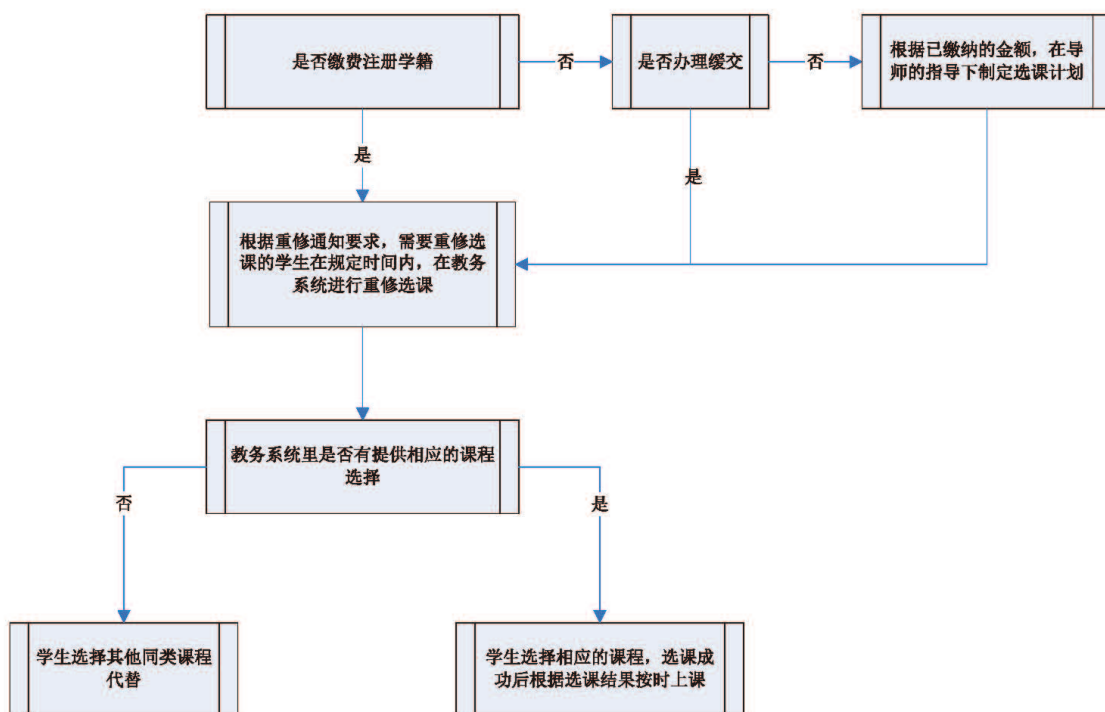 是否缴费注册学籍
否
是否办理缓交
否
根据已缴纳的金额，在导
师的指导下制定选课计划
是
是
根据重修通知要求，需要重修选
课的学生在规定时间内，在教务
系统进行重修选课
教务系统里是否有提供相应的课程
选择
否
是
学生选择其他同类课程
代替
学生选择相应的课程，选课成
功后根据选课结果按时上课